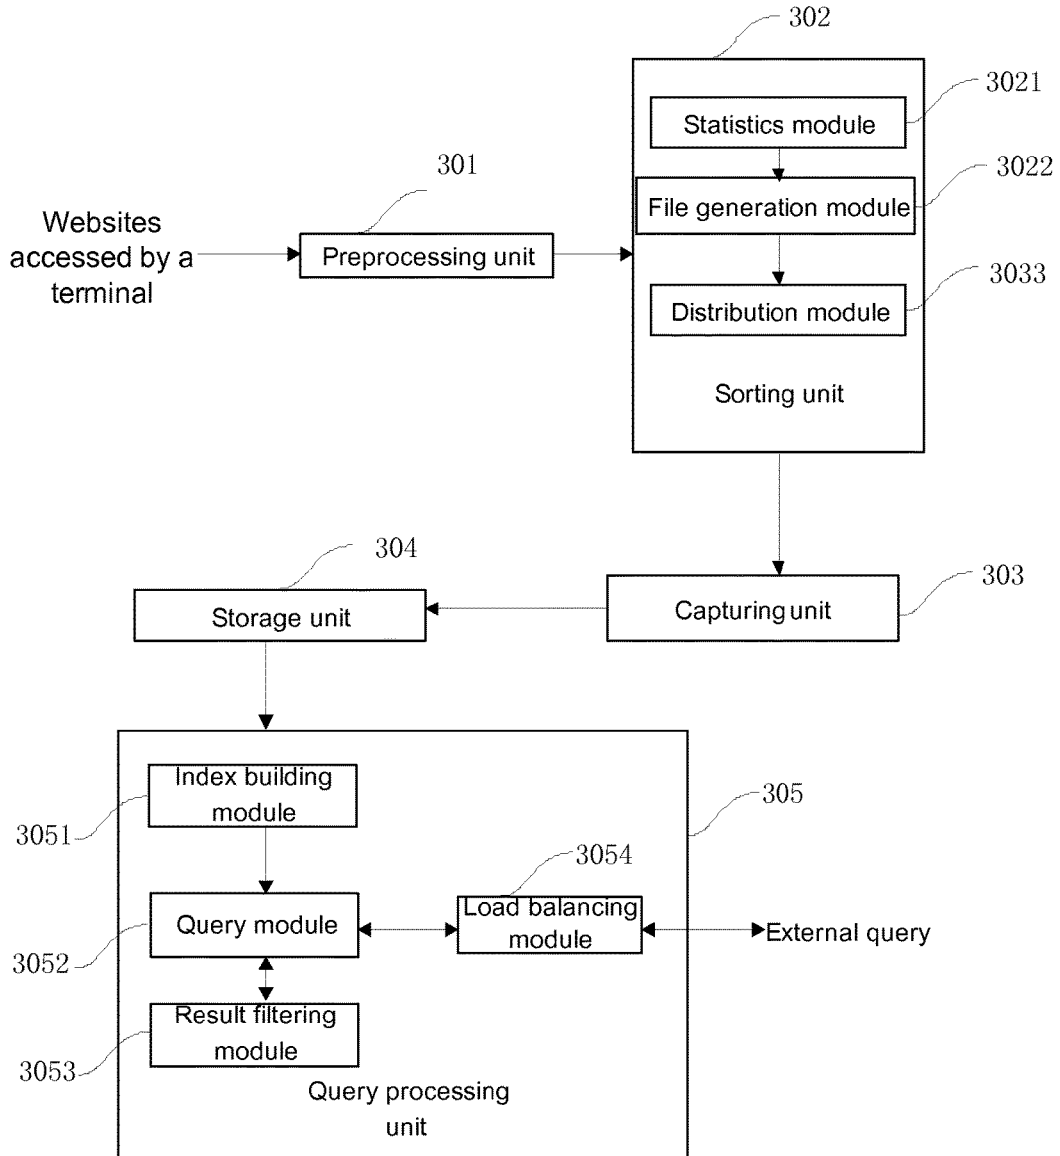 302
Statistics module
3021
301
3022
File generation module
Websites
accessed by a
terminal
Preprocessing unit
3033
Distribution module
Sorting unit
304
303
Storage unit
Capturing unit
Index building
module
3051
305
3054
Query module
Load balancing
module
External query
3052
Result filtering
module
3053
Query processing
unit